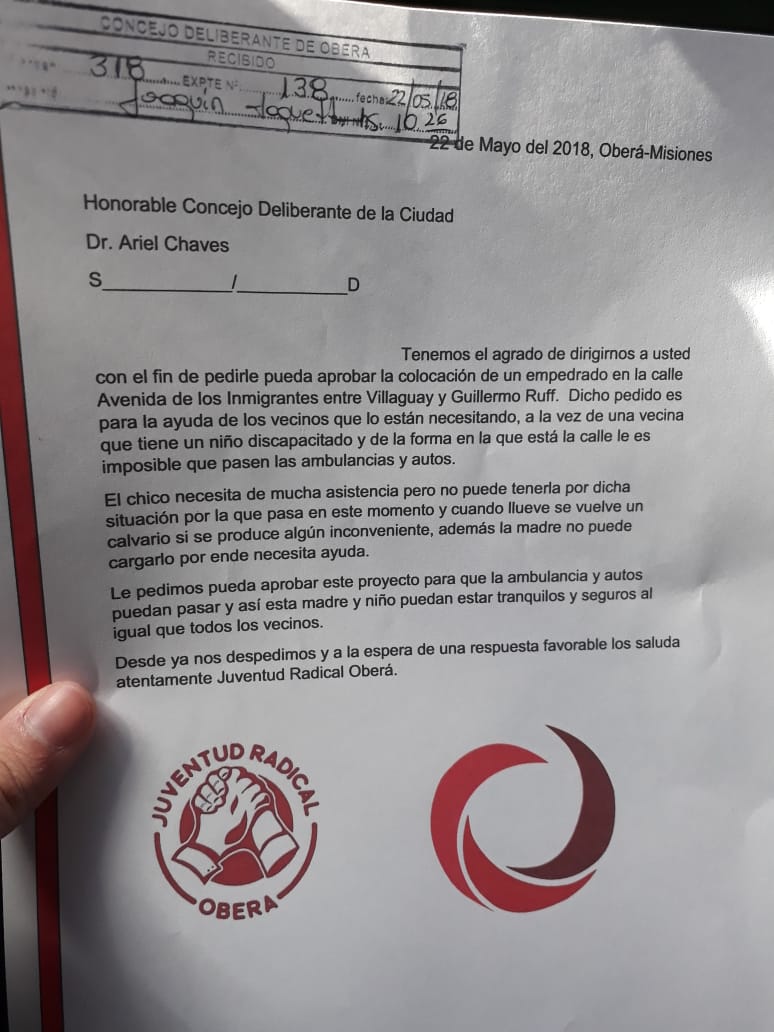 CONCEJO DELIBERANTE DE OBERA
RECIBIDO
318 EXPTE Nº 138 fecha: 22/05/18
Joaquín Hs. 10 26
22 de Mayo del 2018, Oberá-Misiones
Honorable Concejo Deliberante de la Ciudad
Dr. Ariel Chaves
S____________/___________D
Tenemos el agrado de dirigirnos a usted
con el fin de pedirle pueda aprobar la colocación de un empedrado en la calle
Avenida de los Inmigrantes entre Villaguay y Guillermo Ruff. Dicho pedido es
para la ayuda de los vecinos que lo están necesitando, a la vez de una vecina
que tiene un niño discapacitado y de la forma en la que está la calle le es
imposible que pasen las ambulancias y autos.
El chico necesita de mucha asistencia pero no puede tenerla por dicha
situación por la que pasa en este momento y cuando llueve se vuelve un
calvario si se produce algún inconveniente, además la madre no puede
cargarlo por ende necesita ayuda.
Le pedimos pueda aprobar este proyecto para que la ambulancia y autos
puedan pasar y así esta madre y niño puedan estar tranquilos y seguros al
igual que todos los vecinos.
Desde ya nos despedimos y a la espera de una respuesta favorable los saluda
atentamente Juventud Radical Oberá.
JUVENTUD RADICAL
OBERA